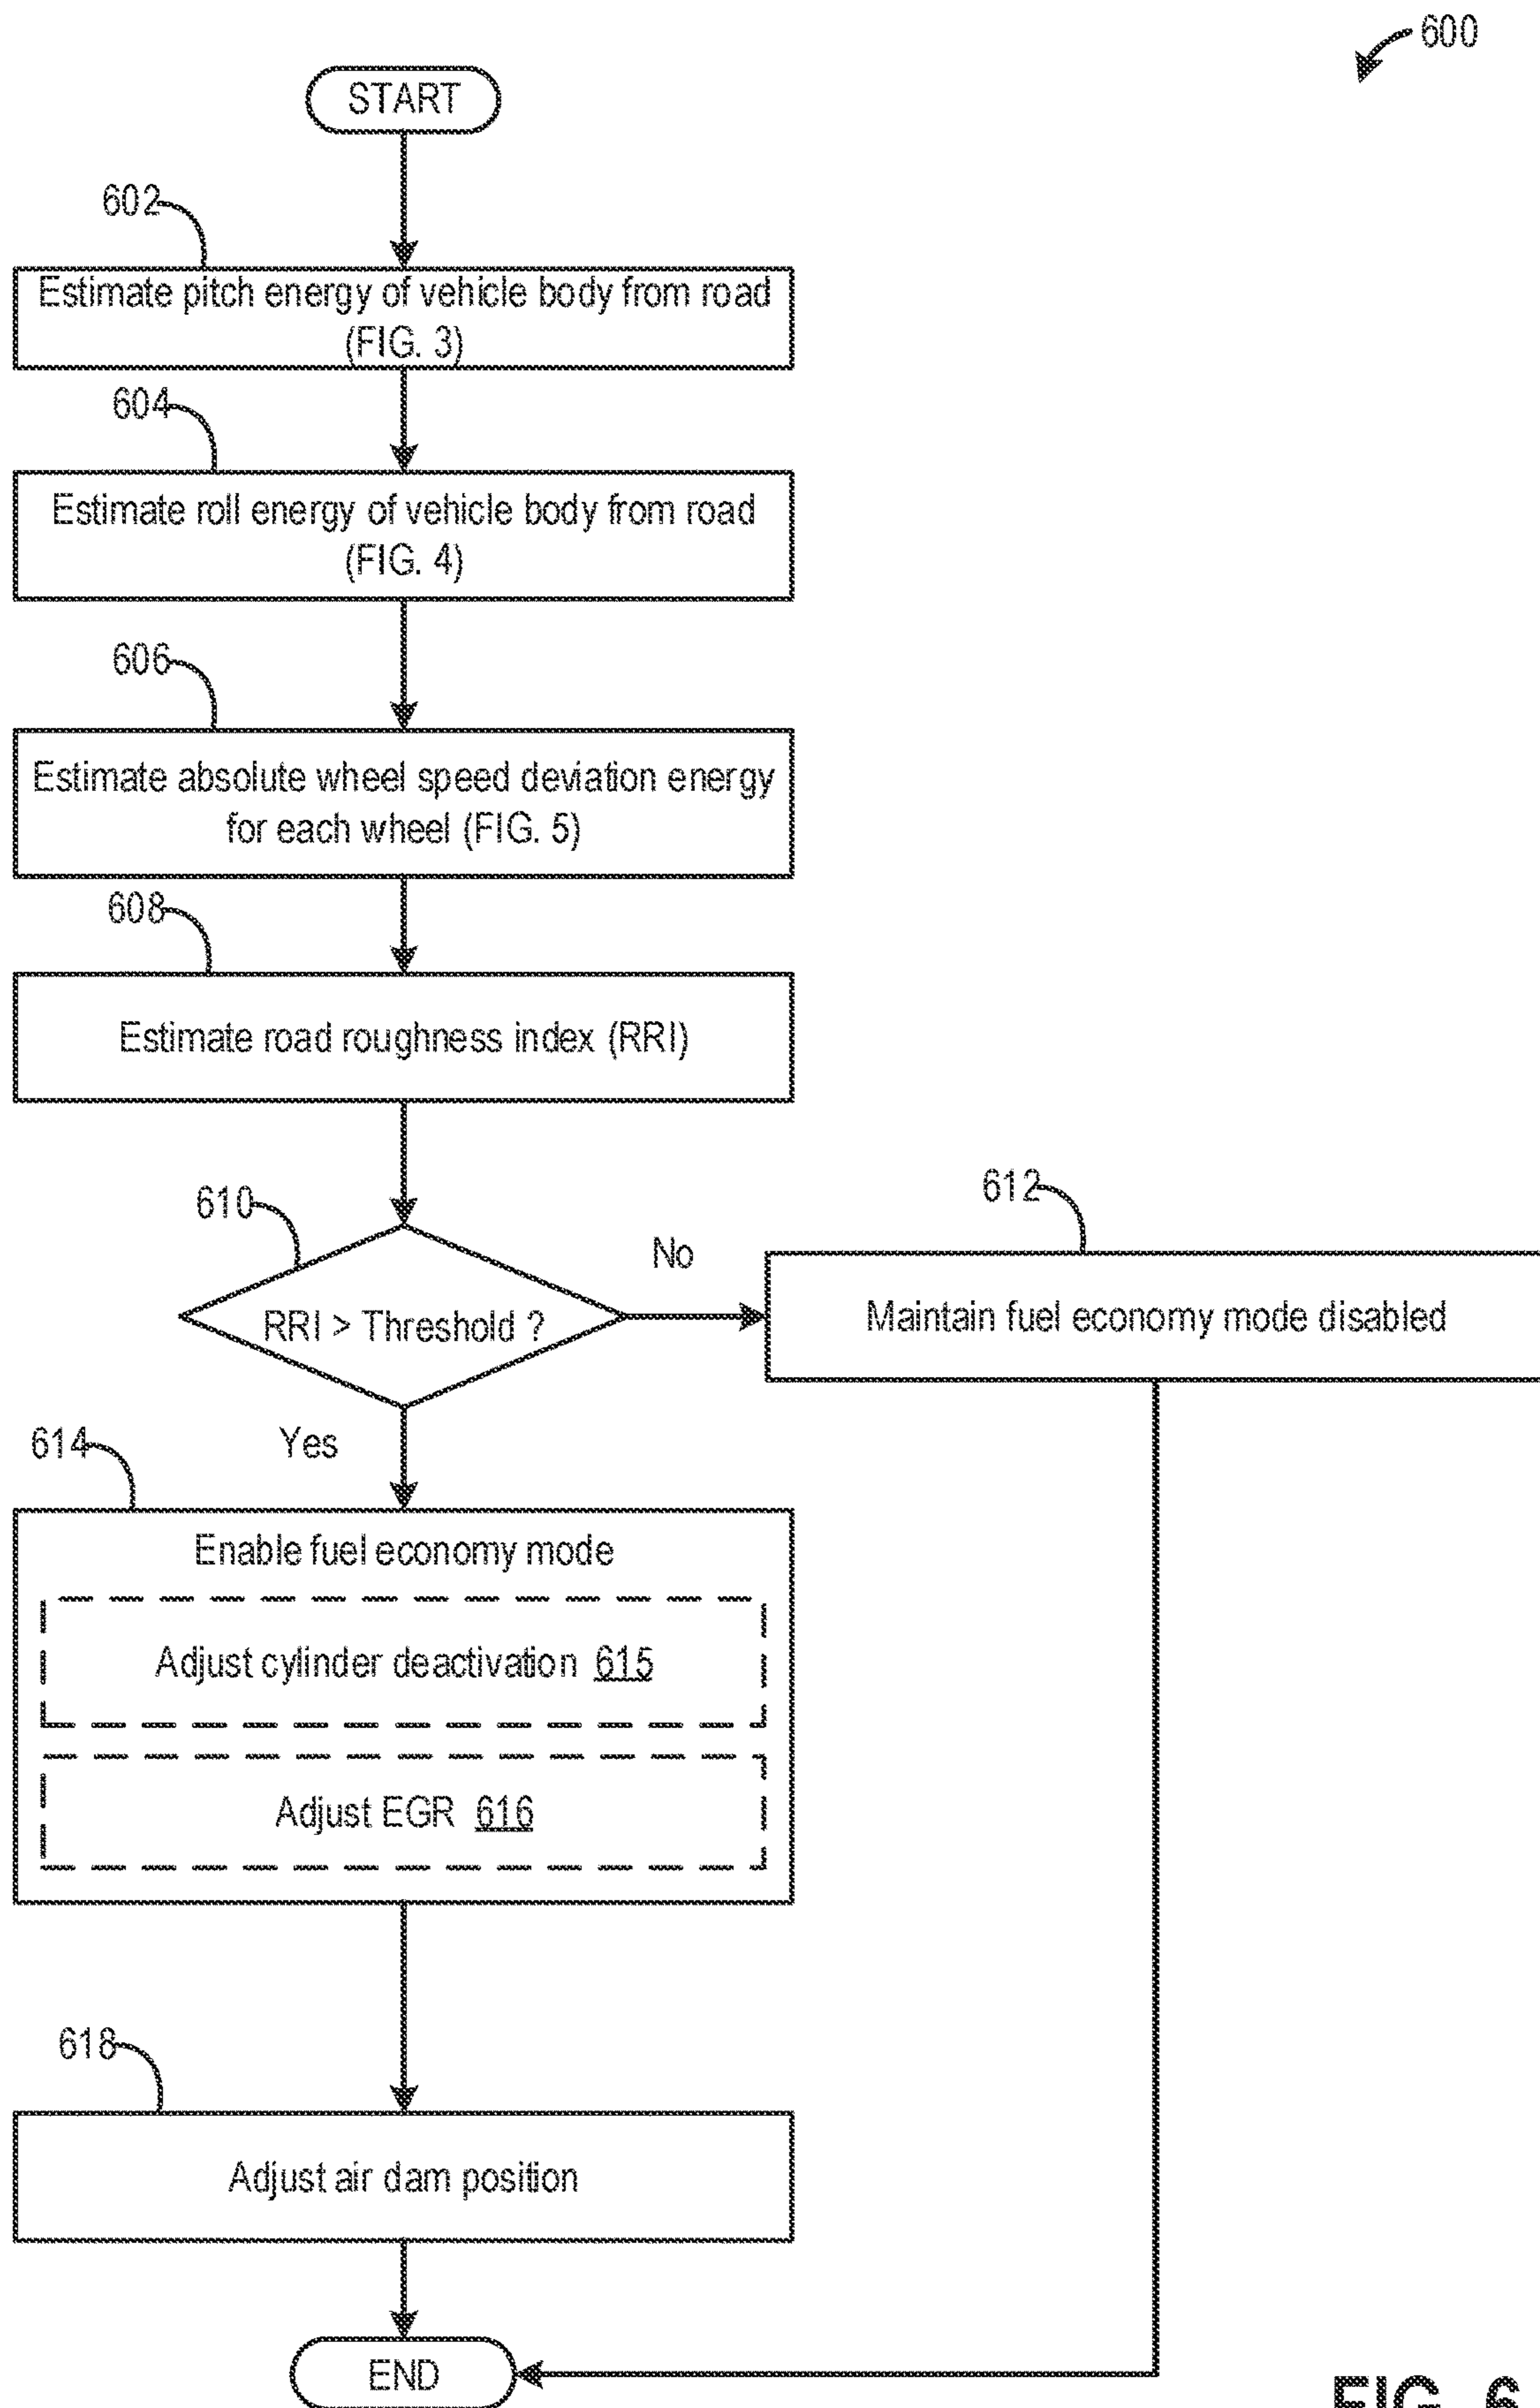 600
START
602
Estimate pitch energy of vehicle body from road
(FIG. 3)
604
Estimate roll energy of vehicle body from road
(FIG. 4)
606
Estimate absolute wheel speed deviation energy
for each wheel (FIG. 5)
608
Estimate road roughness index (RRI)
610
RRI > Threshold ?
No
612
Maintain fuel economy mode disabled
Yes
614
Enable fuel economy mode
Adjust cylinder deactivation 615
Adjust EGR 616
618
Adjust air dam position
END
FIG. 6